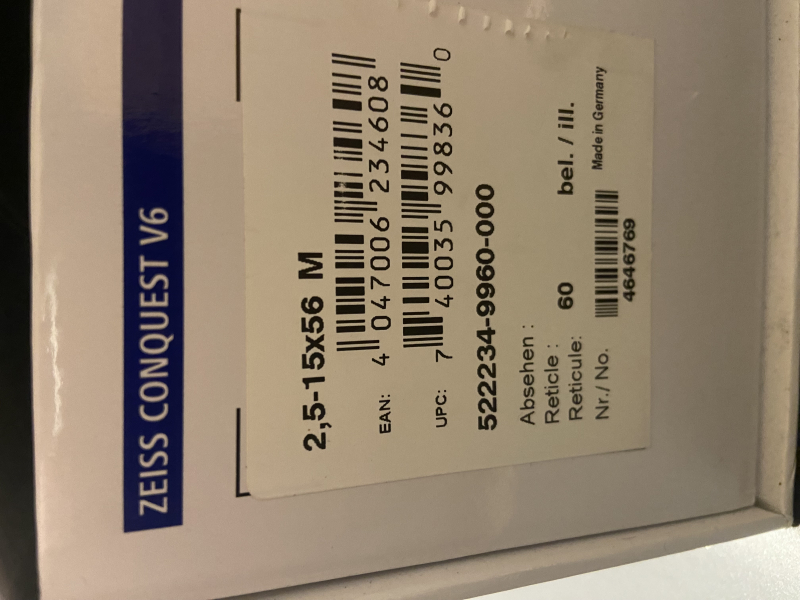 ZEISS CONQUEST V6
2,5-15x56 M
EAN: 4 047006 234608
UPC: 7 40035 99836 0
522234-9960-000
Absehen :
Reticle : 60 bel. / ill.
Reticule:
Nr./ No. 4646769 Made in Germany